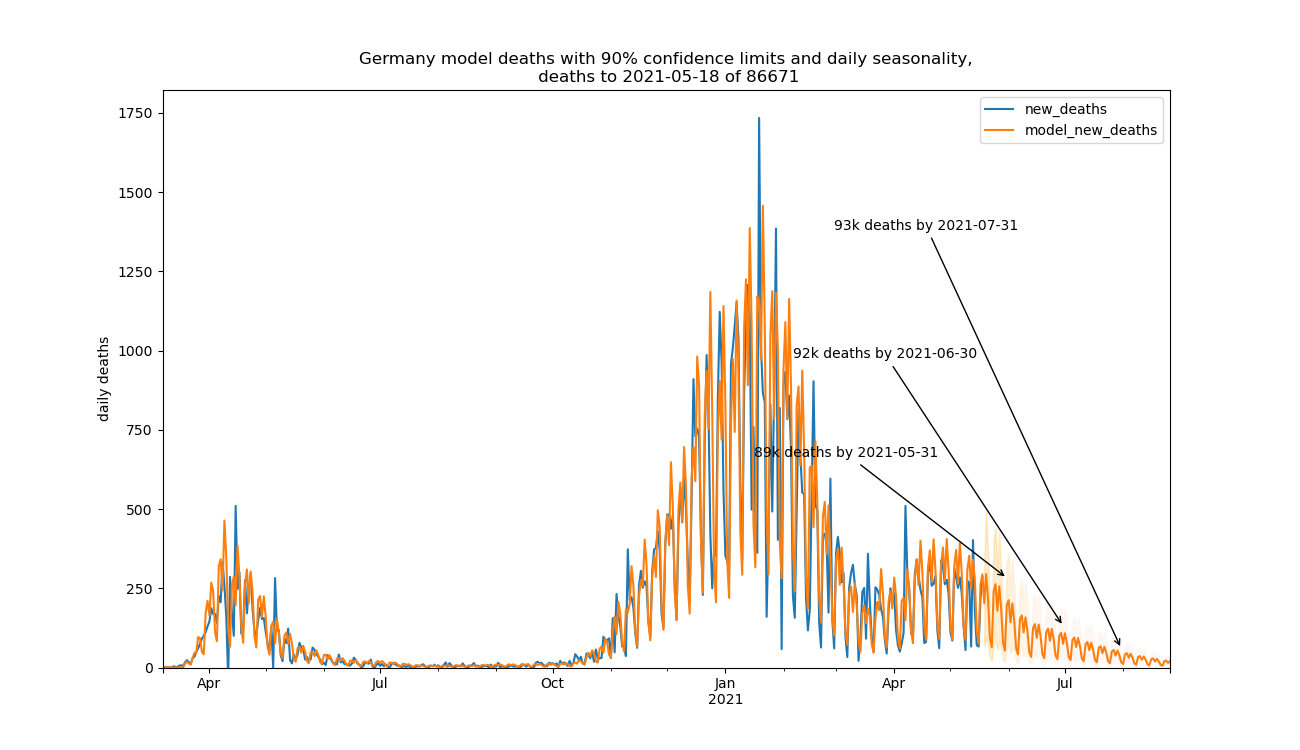 Germany model deaths with 90% confidence limits and daily seasonality,
deaths to 2021-05-18 of 86671
new_deaths
model_new_deaths
1750
1500
1250
1000
750
500
250
0
daily deaths
93k deaths by 2021-07-31
92k deaths by 2021-06-30
89k deaths by 2021-05-31
Apr Jul Oct Jan Apr Jul
2021